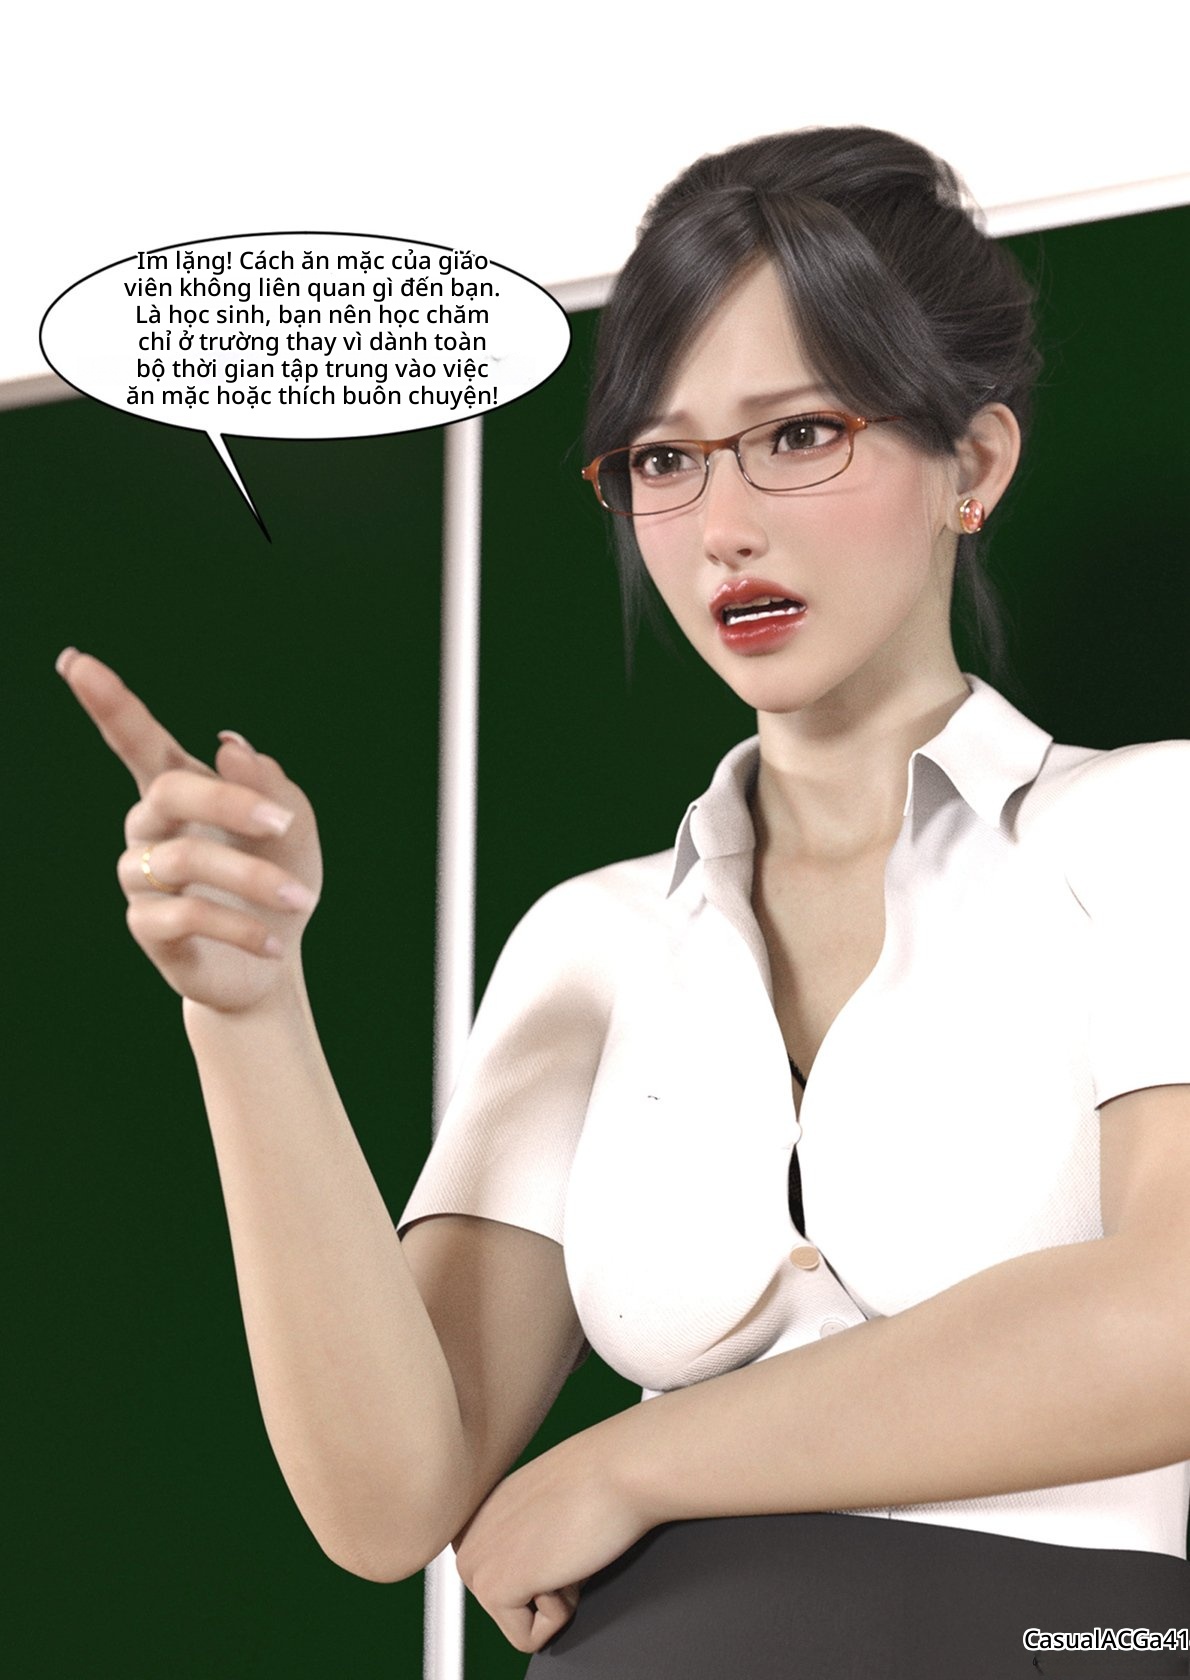 Im lặng! Cách ăn mặc của giáo
viên không liên quan gì đến bạn.
Là học sinh, bạn nên học chăm
chỉ ở trường thay vì dành toàn
bộ thời gian tập trung vào việc
ăn mặc hoặc thích buôn chuyện!
CasualACGa41